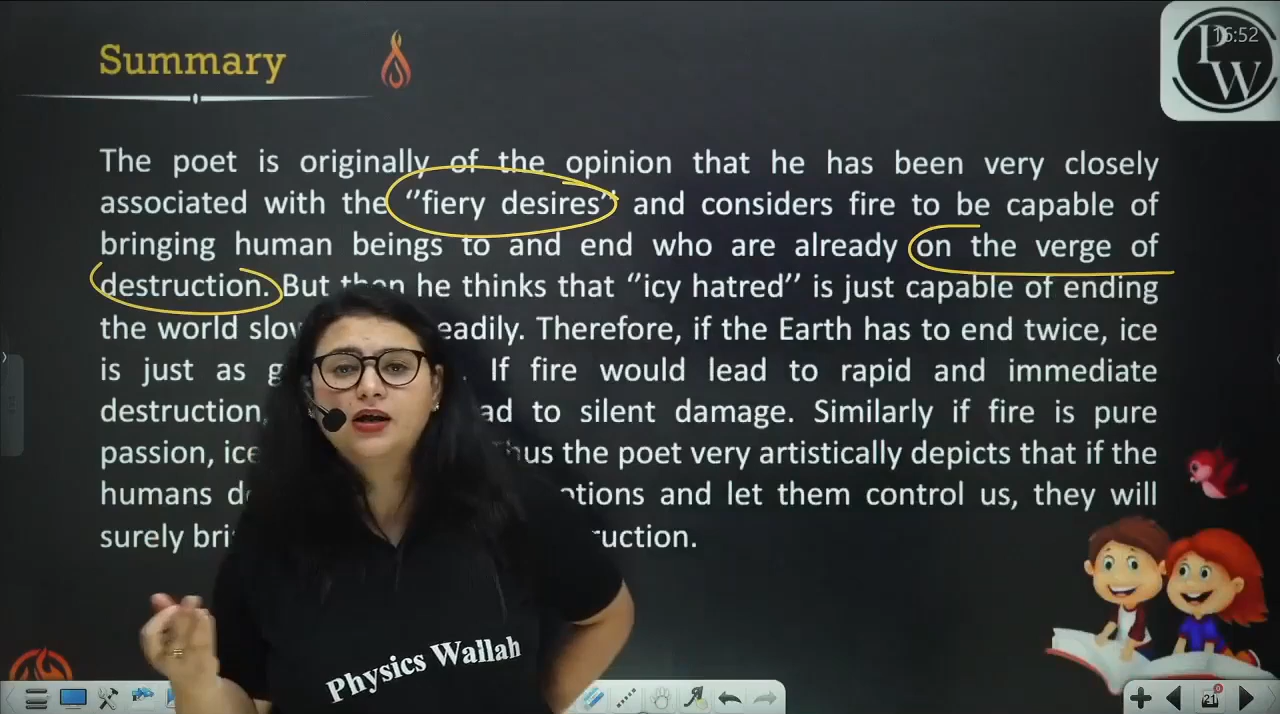 Summary
16:52
PW
The poet is originally of the opinion that he has been very closely
associated with the ‘’fiery desires’’ and considers fire to be capable of
bringing human beings to and end who are already on the verge of
destruction. But then he thinks that ‘’icy hatred’’ is just capable of ending
the world eadily. Therefore, if the Earth has to end twice, ice
is just as If fire would lead to rapid and immediate
destruction, to silent damage. Similarly if fire is pure
passion, ice the poet very artistically depicts that if the
humans and let them control us, they will
surely
Physics Wallah
21